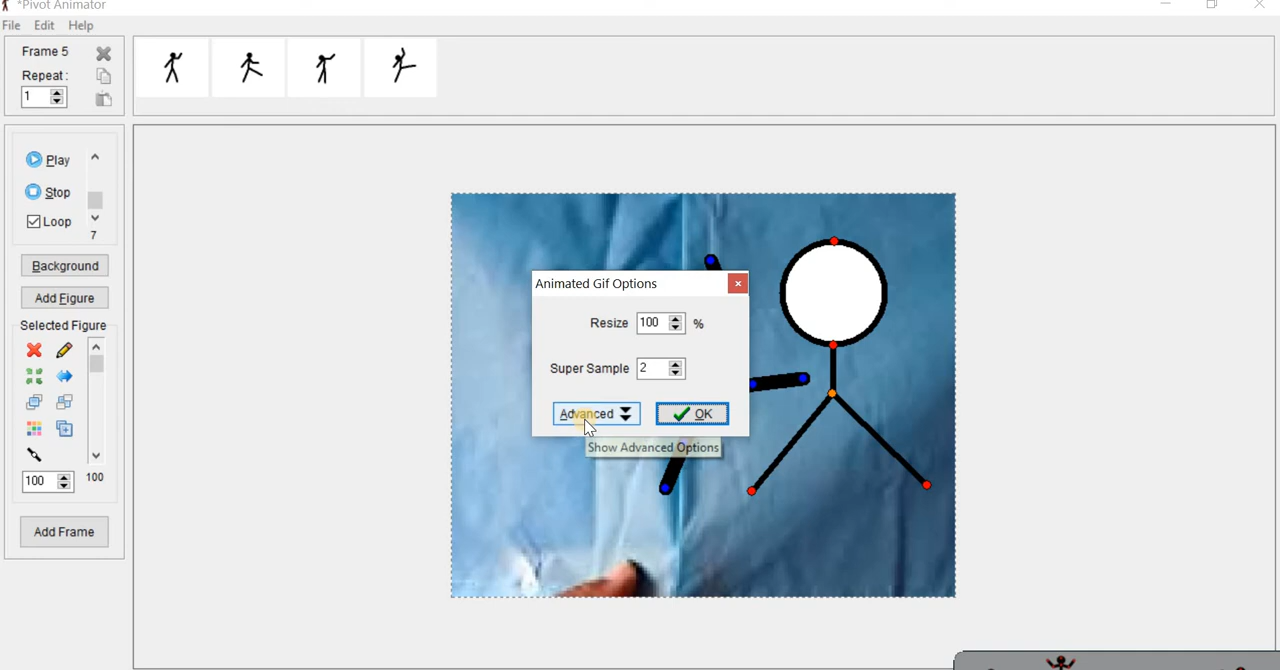 *Pivot Animator
File Edit Help
Frame 5
Repeat:
1
Play
Stop
Loop
7
Background
Add Figure
Selected Figure
100
100
Add Frame
Animated Gif Options
Resize 100 %
Super Sample 2
Advanced OK
Show Advanced Options